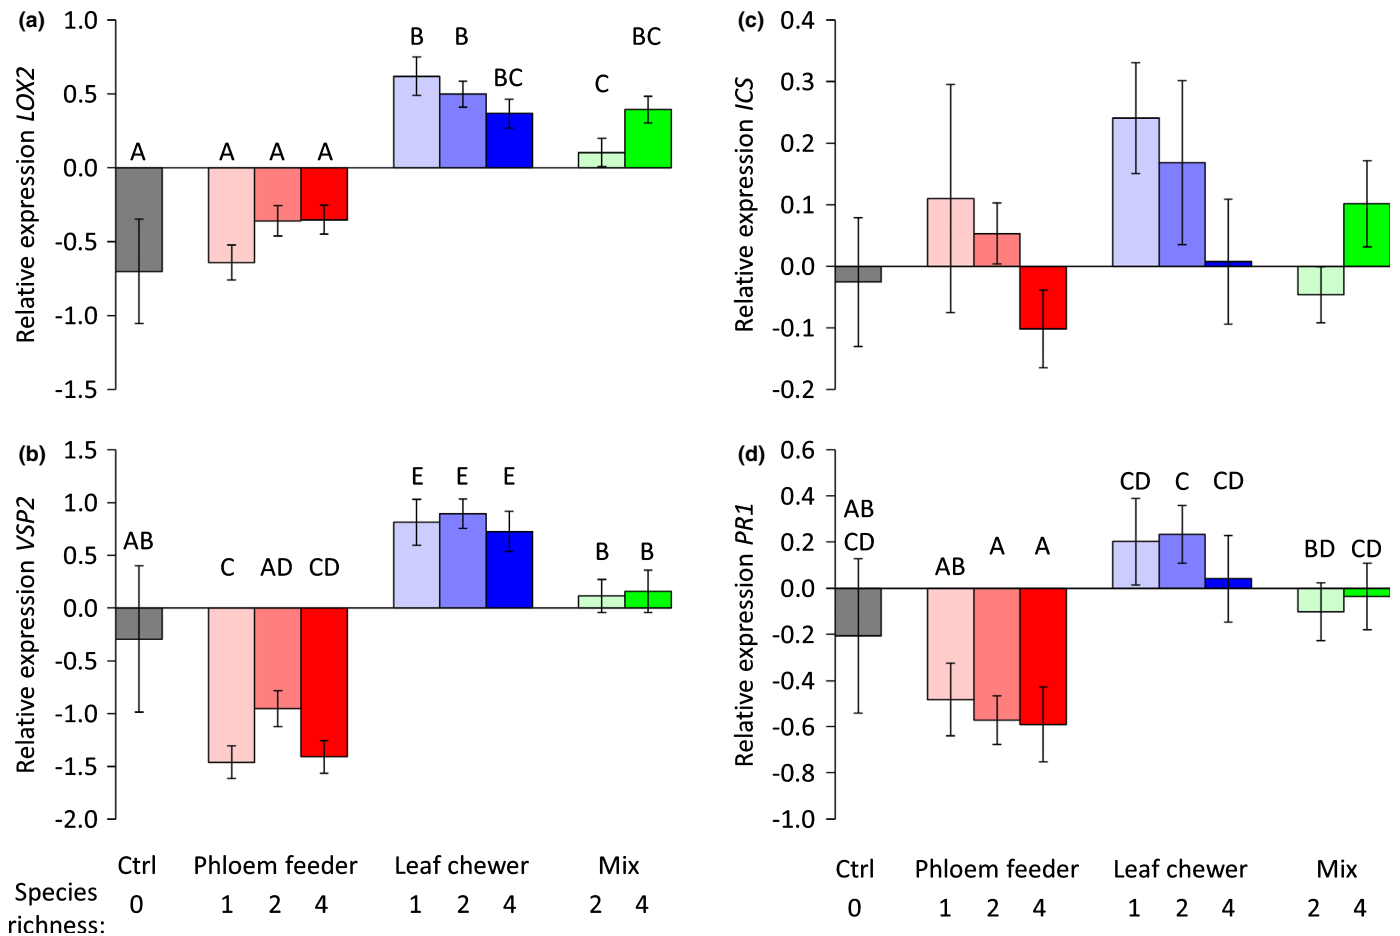 (a)
Relative expression LOX2
1.0
0.5
0.0
-0.5
-1.0
-1.5
A
A A A
B B BC
C BC
(c)
Relative expression ICS
0.4
0.3
0.2
0.1
0.0
-0.1
-0.2
(b)
Relative expression VSP2
1.5
1.0
0.5
0.0
-0.5
-1.0
-1.5
-2.0
AB
C AD CD
E E E
B B
(d)
Relative expression PR1
0.6
0.4
0.2
0.0
-0.2
-0.4
-0.6
-0.8
-1.0
AB
CD
AB A A
CD C CD
BD CD
Ctrl Phloem feeder Leaf chewer Mix
Species
richness:
0 1 2 4 1 2 4 2 4
Ctrl Phloem feeder Leaf chewer Mix
0 1 2 4 1 2 4 2 4